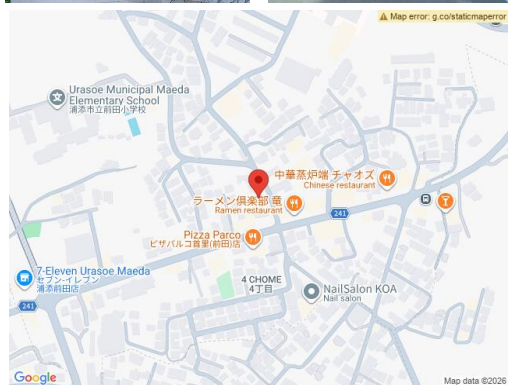 Map error: g.co/staticmaperror
Urasoe Municipal Maeda
Elementary School
浦添市立前田小学校
中華蒸炉端 チャオズ
Chinese restaurant
ラーメン倶楽部 竜
Ramen restaurant
241
Pizza Parco
ピザパルコ首里(前田)店
7-Eleven Urasoe Maeda
セブン-イレブン
浦添前田店
4 CHOME
4丁目
NailSalon KOA
Nail salon
241
Google
Map data ©2026